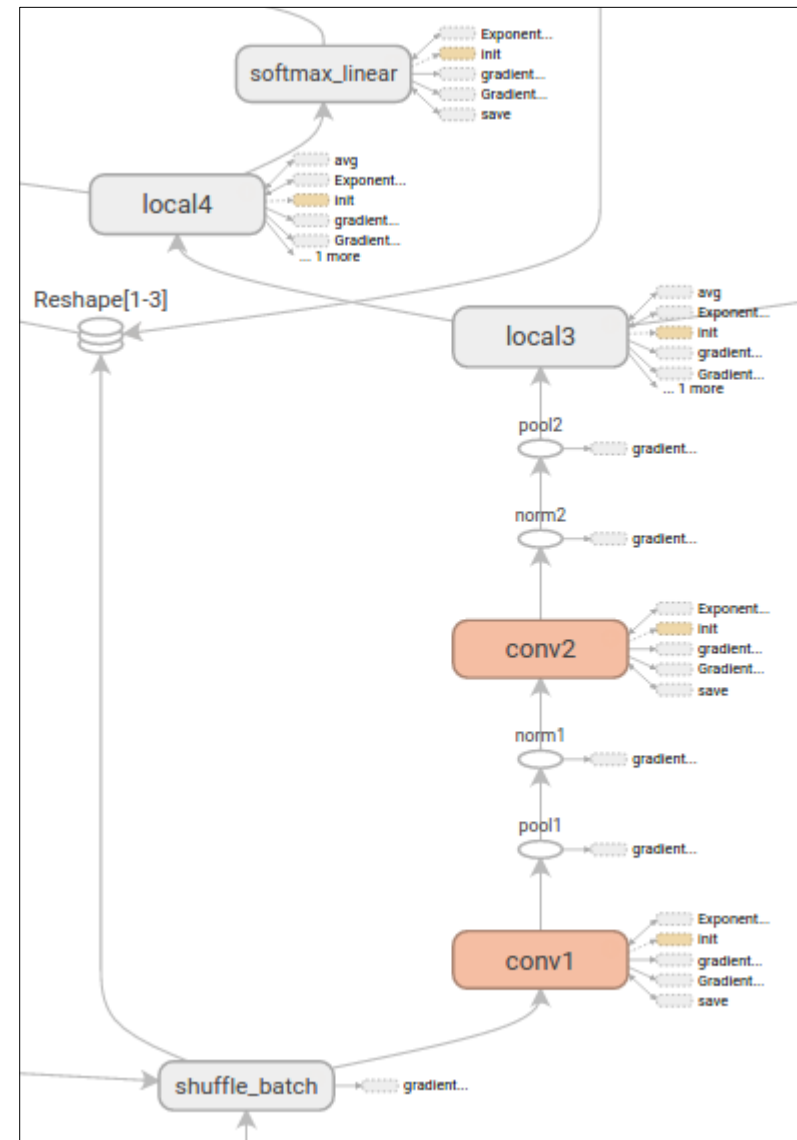 softmax_linear
Exponent...
init
gradient...
Gradient...
save
local4
avg
Exponent...
init
gradient...
Gradient...
... 1 more
Reshape[1-3]
local3
avg
Exponent...
init
gradient...
Gradient...
... 1 more
pool2
gradient...
norm2
gradient...
conv2
Exponent...
init
gradient...
Gradient...
save
norm1
gradient...
pool1
gradient...
conv1
Exponent...
init
gradient...
Gradient...
save
shuffle_batch
gradient...